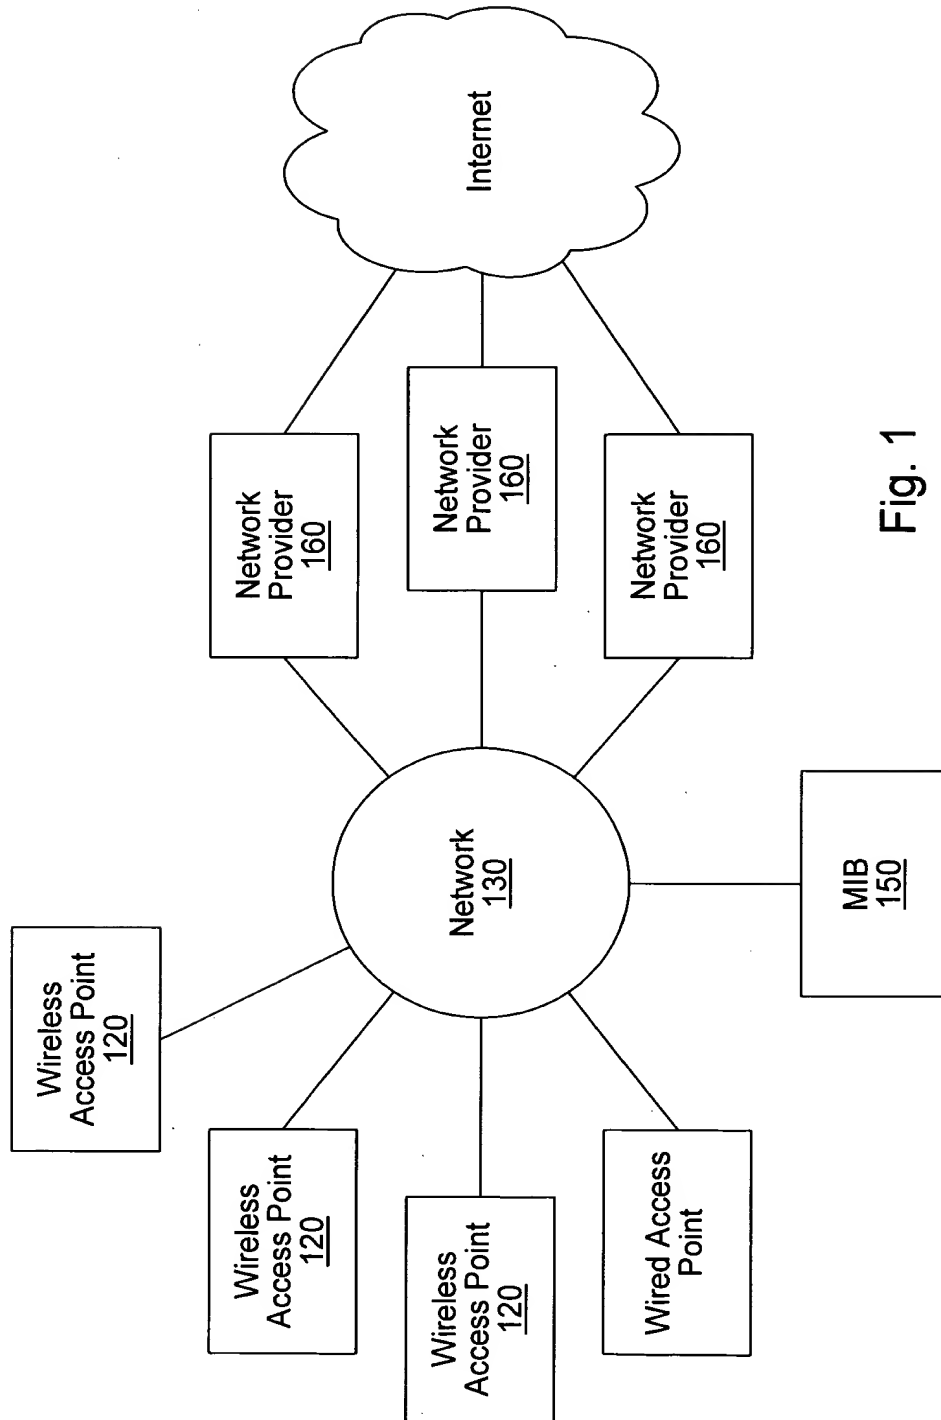 Wireless
Access Point
120
Wireless
Access Point
120
Wireless
Access Point
120
Wired Access
Point
Network
130
MIB
150
Network
Provider
160
Network
Provider
160
Network
Provider
160
Internet
Fig. 1